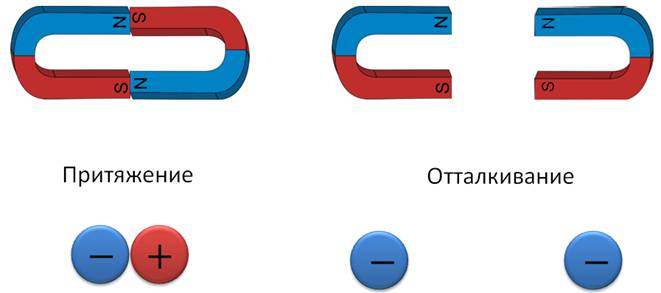 N S N N
S N S S
Притяжение Отталкивание
− + − −